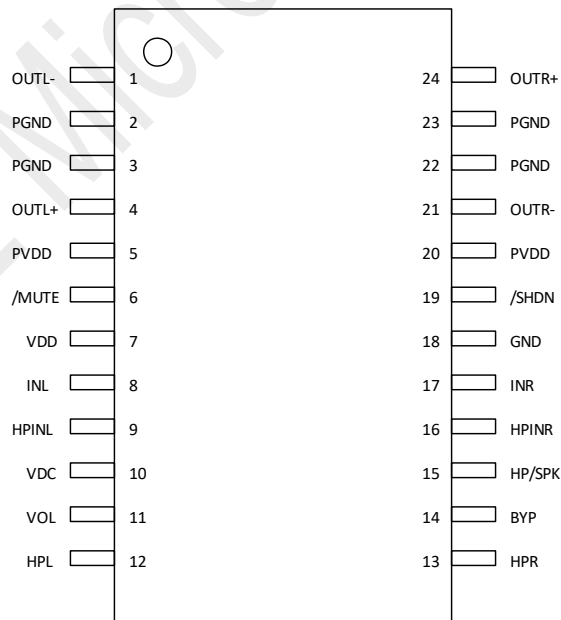 OUTL- 1 24 OUTR+
PGND 2 23 PGND
PGND 3 22 PGND
OUTL+ 4 21 OUTR-
PVDD 5 20 PVDD
/MUTE 6 19 /SHDN
VDD 7 18 GND
INL 8 17 INR
HPINL 9 16 HPINR
VDC 10 15 HP/SPK
VOL 11 14 BYP
HPL 12 13 HPR